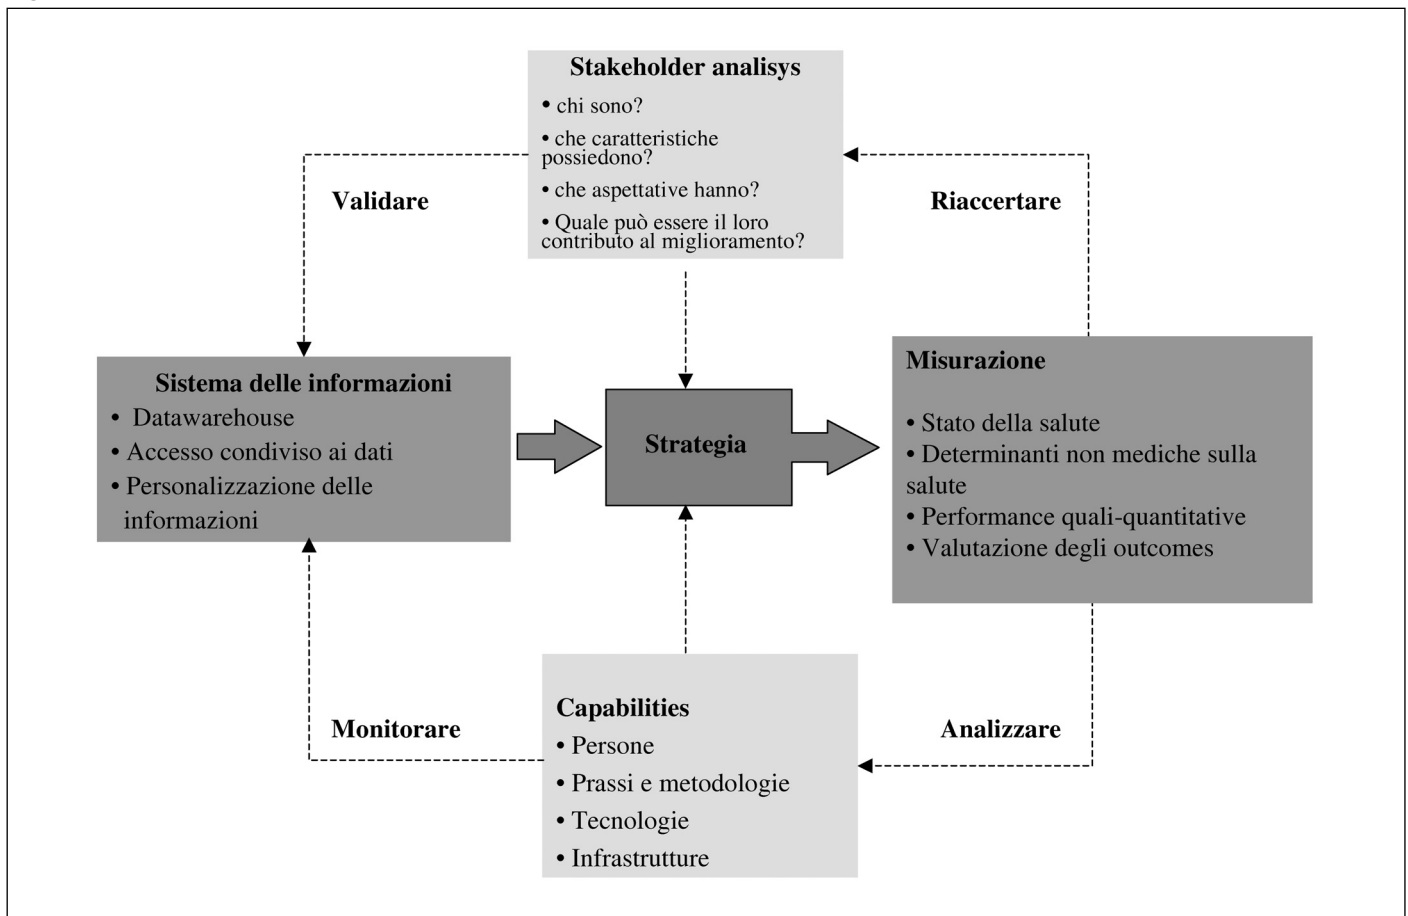 Stakeholder analisys
• chi sono?
• che caratteristiche
possiedono?
• che aspettative hanno?
• Quale può essere il loro
contributo al miglioramento?
Validare
Riaccertare
Sistema delle informazioni
• Datawarehouse
• Accesso condiviso ai dati
• Personalizzazione delle
informazioni
Strategia
Misurazione
• Stato della salute
• Determinanti non mediche sulla
salute
• Performance quali-quantitative
• Valutazione degli outcomes
Monitorare
Analizzare
Capabilities
• Persone
• Prassi e metodologie
• Tecnologie
• Infrastrutture